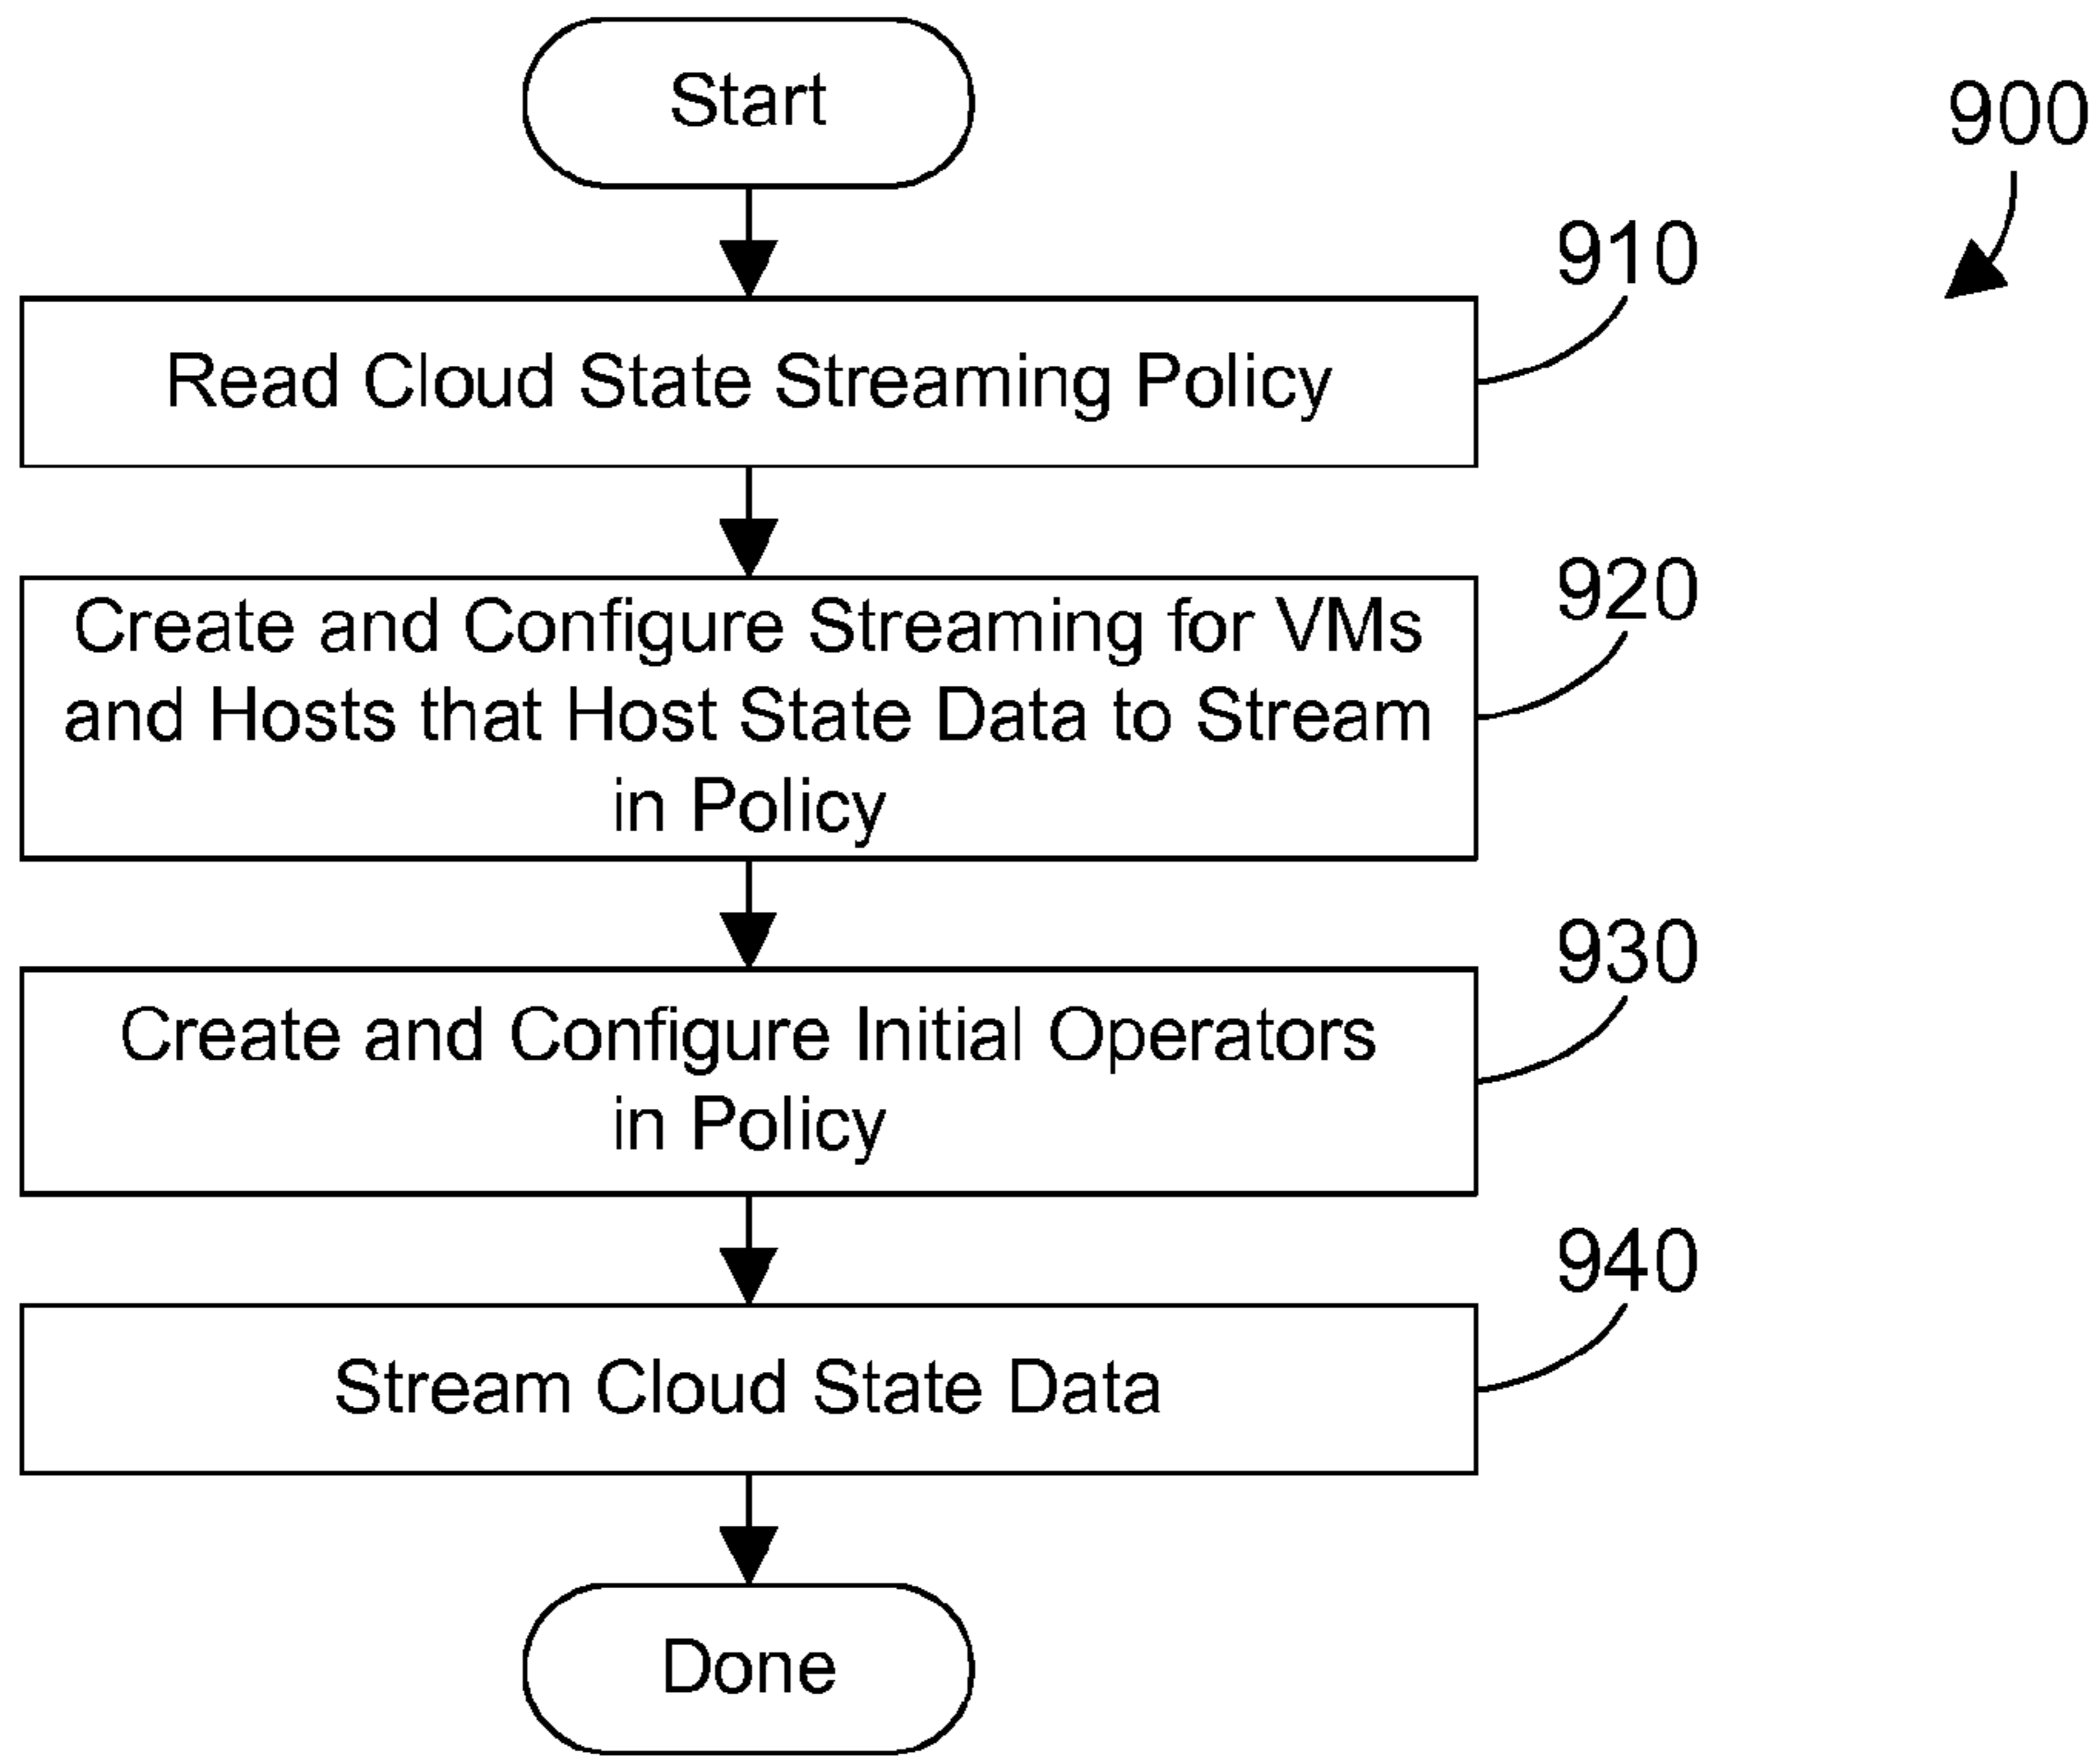 Start
900
910
Read Cloud State Streaming Policy
920
Create and Configure Streaming for VMs
and Hosts that Host State Data to Stream
in Policy
930
Create and Configure Initial Operators
in Policy
940
Stream Cloud State Data
Done